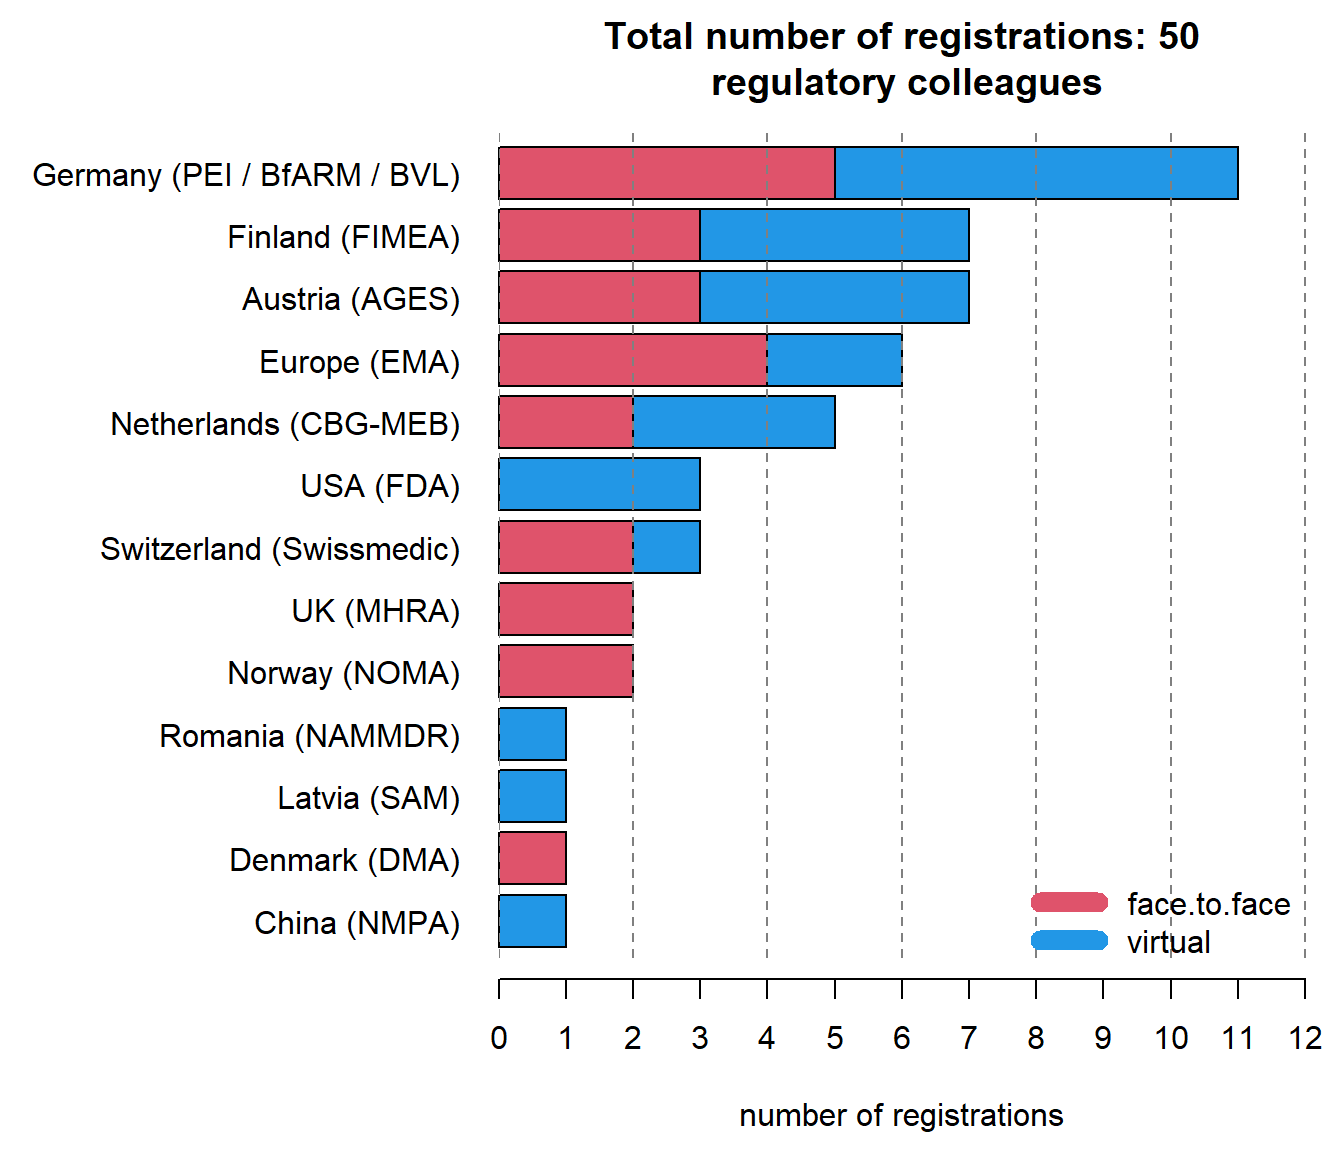 Total number of registrations: 50
regulatory colleagues
Germany (PEI / BfARM / BVL)
Finland (FIMEA)
Austria (AGES)
Europe (EMA)
Netherlands (CBG-MEB)
USA (FDA)
Switzerland (Swissmedic)
UK (MHRA)
Norway (NOMA)
Romania (NAMMDR)
Latvia (SAM)
Denmark (DMA)
China (NMPA)
face.to.face
virtual
0 1 2 3 4 5 6 7 8 9 10 11 12
number of registrations